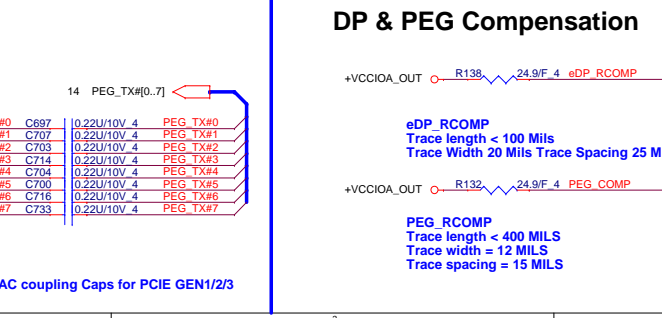 DP & PEG Compensation
14 PEG_TX#[0..7]
#0 C697 0.22U/10V_4 PEG_TX#0
#1 C707 0.22U/10V_4 PEG_TX#1
#2 C703 0.22U/10V_4 PEG_TX#2
#3 C714 0.22U/10V_4 PEG_TX#3
#4 C704 0.22U/10V_4 PEG_TX#4
#5 C700 0.22U/10V_4 PEG_TX#5
#6 C716 0.22U/10V_4 PEG_TX#6
#7 C733 0.22U/10V_4 PEG_TX#7
AC coupling Caps for PCIE GEN1/2/3
+VCCIOA_OUT R138 24.9/F_4 eDP_RCOMP
eDP_RCOMP
Trace length < 100 Mils
Trace Width 20 Mils Trace Spacing 25 M
+VCCIOA_OUT R132 24.9/F_4 PEG_COMP
PEG_RCOMP
Trace length < 400 MILS
Trace width = 12 MILS
Trace spacing = 15 MILS